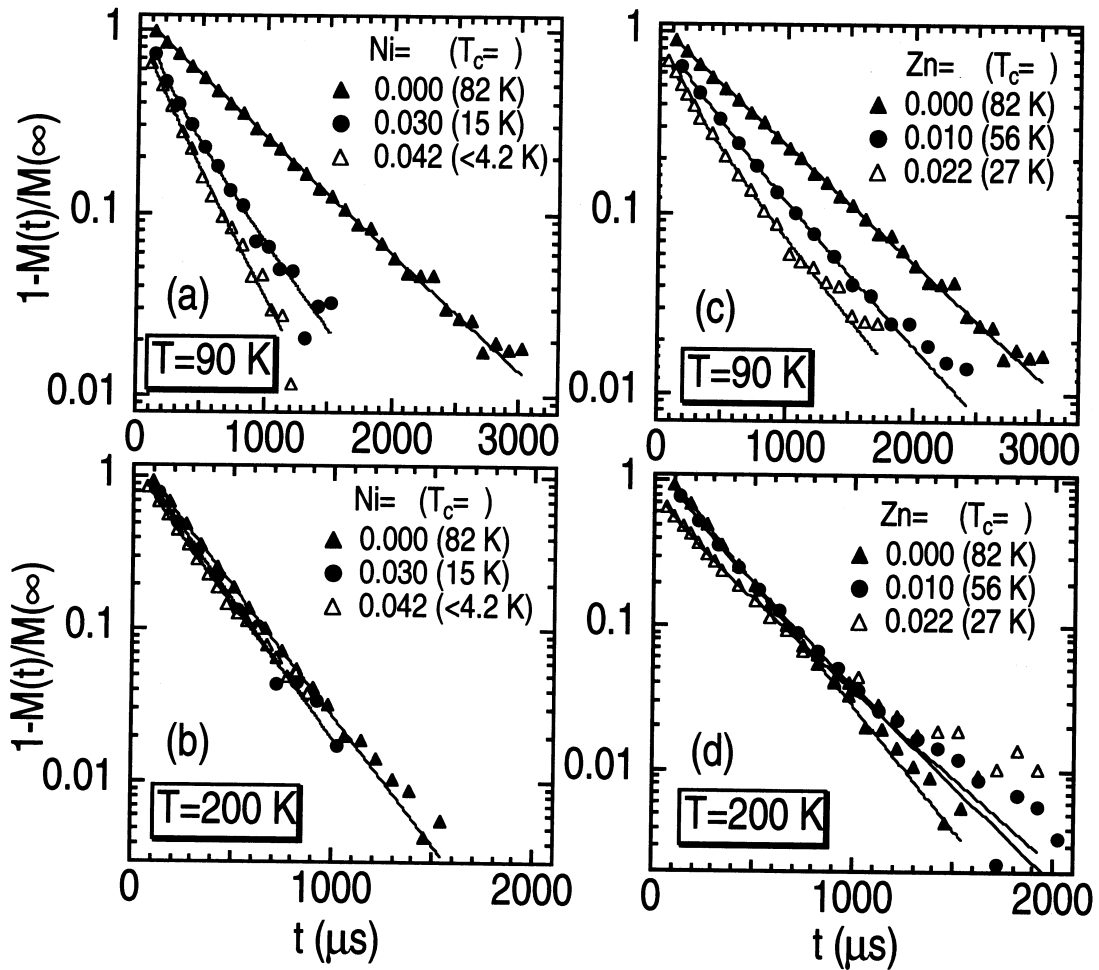 1
0.1
0.01
1-M(t)/M(∞)
Ni= (Tc= )
▲ 0.000 (82 K)
● 0.030 (15 K)
△ 0.042 (<4.2 K)
(a)
T=90 K
0 1000 2000 3000
Zn= (Tc= )
▲ 0.000 (82 K)
● 0.010 (56 K)
△ 0.022 (27 K)
1
0.1
0.01
(c)
T=90 K
0 1000 2000 3000
1
0.1
0.01
1-M(t)/M(∞)
Ni= (Tc= )
▲ 0.000 (82 K)
● 0.030 (15 K)
△ 0.042 (<4.2 K)
(b)
T=200 K
0 1000 2000
t (μs)
1
0.1
0.01
Zn= (Tc= )
▲ 0.000 (82 K)
● 0.010 (56 K)
△ 0.022 (27 K)
(d)
T=200 K
0 1000 2000
t (μs)